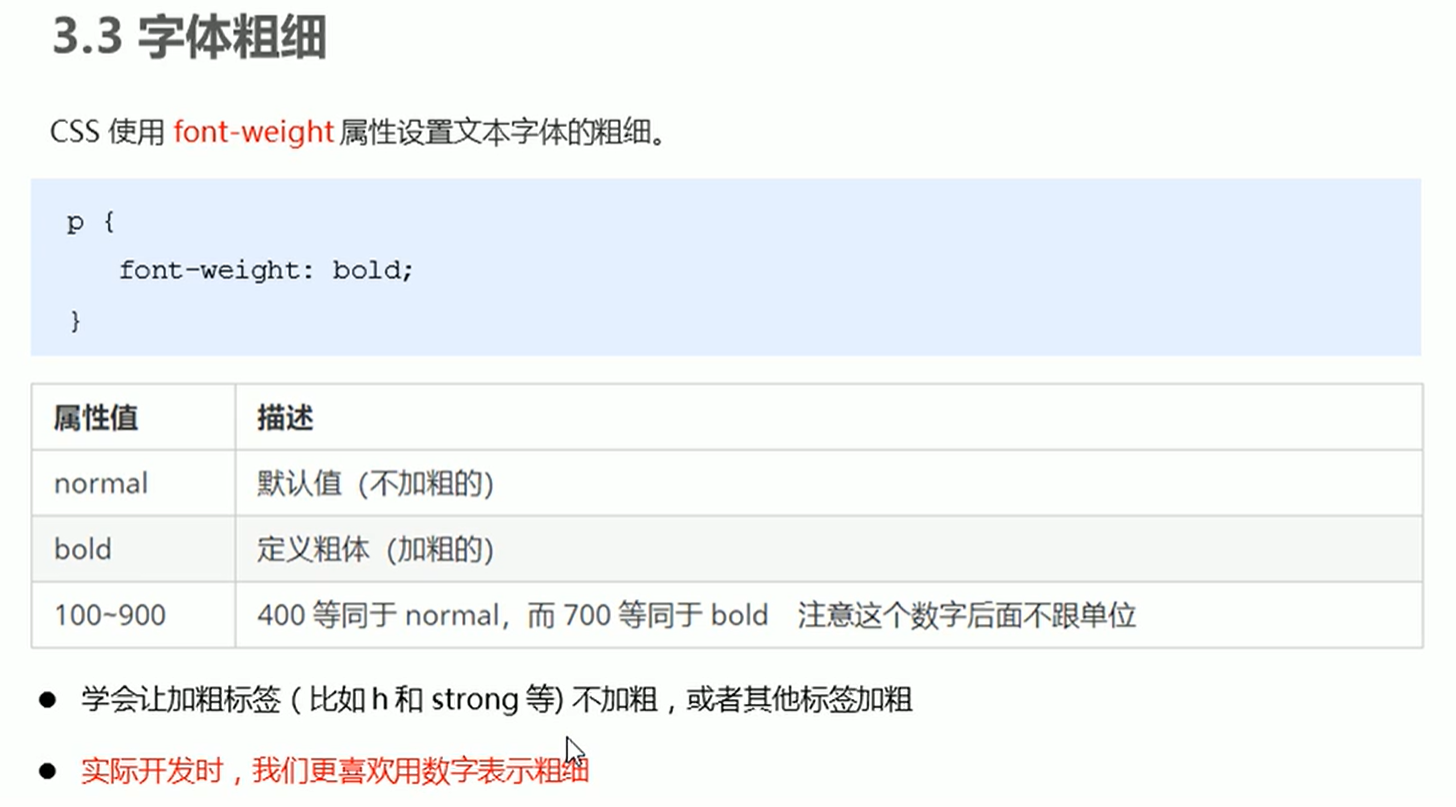 3.3 字体粗细
CSS 使用 font-weight 属性设置文本字体的粗细。
p {
font-weight: bold;
}
属性值 描述
normal 默认值（不加粗的）
bold 定义粗体（加粗的）
100~900 400 等同于 normal，而 700 等同于 bold 注意这个数字后面不跟单位
● 学会让加粗标签 ( 比如 h 和 strong 等) 不加粗，或者其他标签加粗
● 实际开发时，我们更喜欢用数字表示粗细